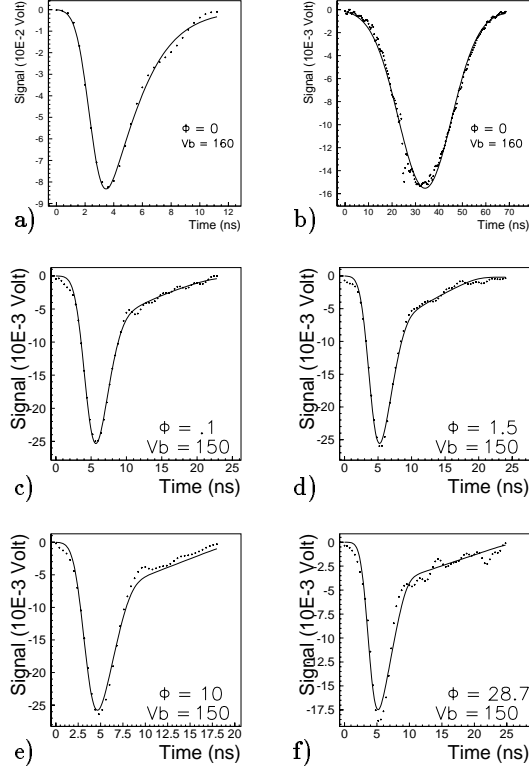 Signal (10E-2 Volt)
0
-1
-2
-3
-4
-5
-6
-7
-8
-9
Φ = 0
Vb = 160
0 2 4 6 8 10 12
Time (ns)
a)
Signal (10E-3 Volt)
0
-2
-4
-6
-8
-10
-12
-14
-16
Φ = 0
Vb = 160
0 10 20 30 40 50 60 70
Time (ns)
b)
Signal (10E-3 Volt)
0
-5
-10
-15
-20
-25
Φ = .1
Vb = 150
0 5 10 15 20 25
Time (ns)
c)
Signal (10E-3 Volt)
0
-5
-10
-15
-20
-25
Φ = 1.5
Vb = 150
0 5 10 15 20 25
Time (ns)
d)
Signal (10E-3 Volt)
0
-5
-10
-15
-20
-25
Φ = 10
Vb = 150
0 2.5 5 7.5 10 12.5 15 17.5 20
Time (ns)
e)
Signal (10E-3 Volt)
0
-2.5
-5
-7.5
-10
-12.5
-15
-17.5
Φ = 28.7
Vb = 150
0 5 10 15 20 25
Time (ns)
f)